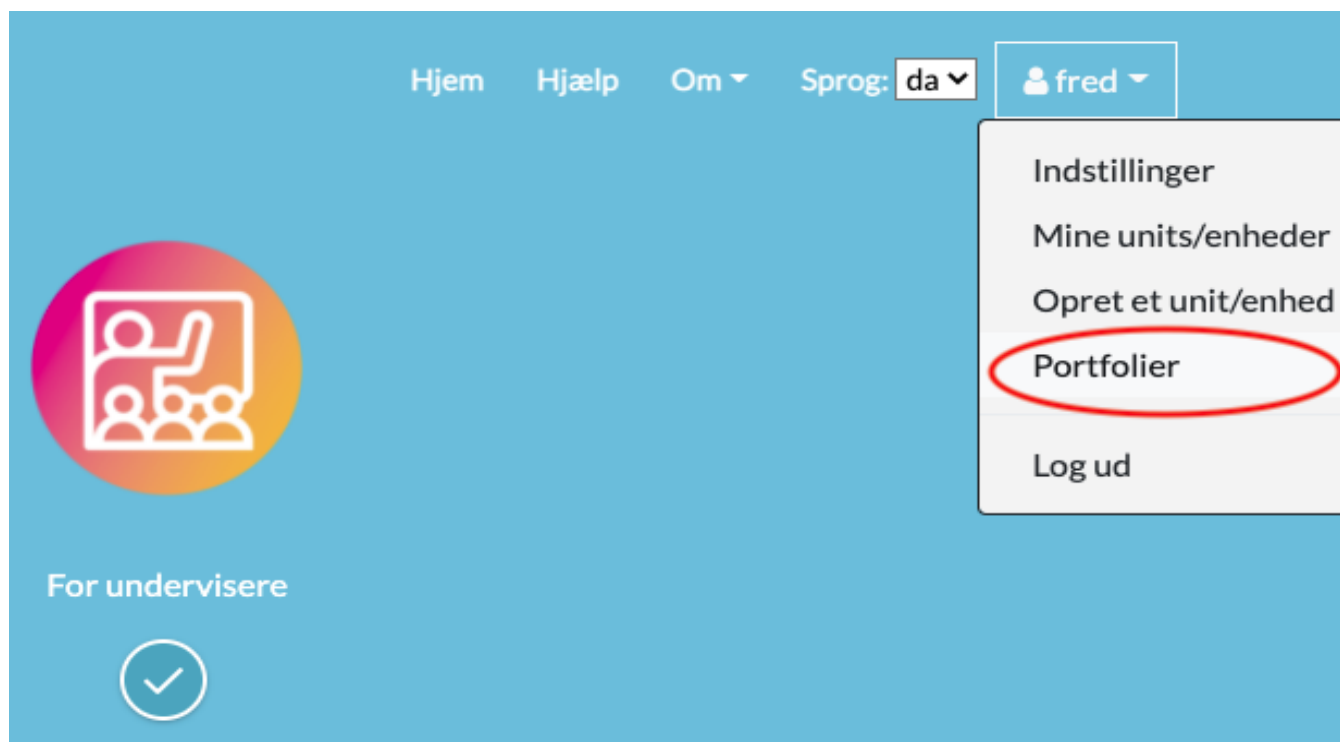 Hjem Hjælp Om Sprog: da fred
Indstillinger
Mine units/enheder
Opret et unit/enhed
Portfolier
Log ud
For undervisere